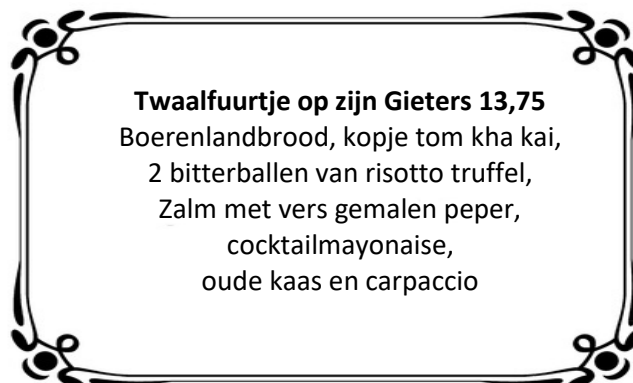 Twaalfuurtje op zijn Gieters 13,75
Boerenlandbrood, kopje tom kha kai,
2 bitterballen van risotto truffel,
Zalm met vers gemalen peper,
cocktailmayonaise,
oude kaas en carpaccio